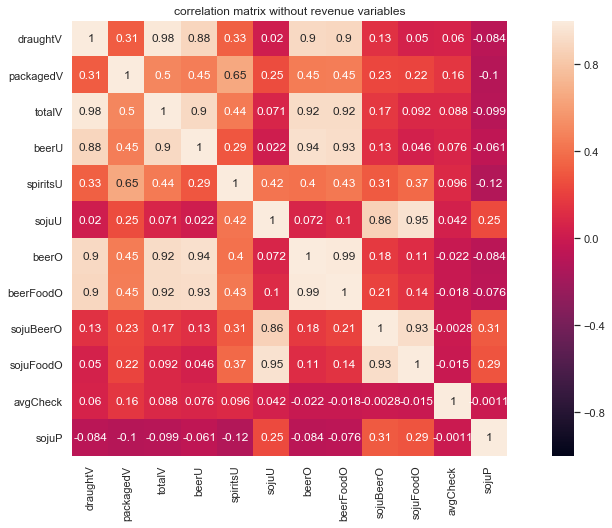 correlation matrix without revenue variables
draughtV 1 0.31 0.98 0.88 0.33 0.02 0.9 0.9 0.13 0.05 0.06 -0.084
packagedV 0.31 1 0.5 0.45 0.65 0.25 0.45 0.45 0.23 0.22 0.16 -0.1
totalV 0.98 0.5 1 0.9 0.44 0.071 0.92 0.92 0.17 0.092 0.088 -0.099
beerU 0.88 0.45 0.9 1 0.29 0.022 0.94 0.93 0.13 0.046 0.076 -0.061
spiritsU 0.33 0.65 0.44 0.29 1 0.42 0.4 0.43 0.31 0.37 0.096 -0.12
sojuU 0.02 0.25 0.071 0.022 0.42 1 0.072 0.1 0.86 0.95 0.042 0.25
beerO 0.9 0.45 0.92 0.94 0.4 0.072 1 0.99 0.18 0.11 -0.022 -0.084
beerFoodO 0.9 0.45 0.92 0.93 0.43 0.1 0.99 1 0.21 0.14 -0.018 -0.076
sojuBeerO 0.13 0.23 0.17 0.13 0.31 0.86 0.18 0.21 1 0.93 -0.0028 0.31
sojuFoodO 0.05 0.22 0.092 0.046 0.37 0.95 0.11 0.14 0.93 1 -0.015 0.29
avgCheck 0.06 0.16 0.088 0.076 0.096 0.042 -0.022 -0.018 -0.0028 -0.015 1 -0.0011
sojuP -0.084 -0.1 -0.099 -0.061 -0.12 0.25 -0.084 -0.076 0.31 0.29 -0.0011 1
draughtV packagedV totalV beerU spiritsU sojuU beerO beerFoodO sojuBeerO sojuFoodO avgCheck sojuP
0.8
0.4
0.0
-0.4
-0.8